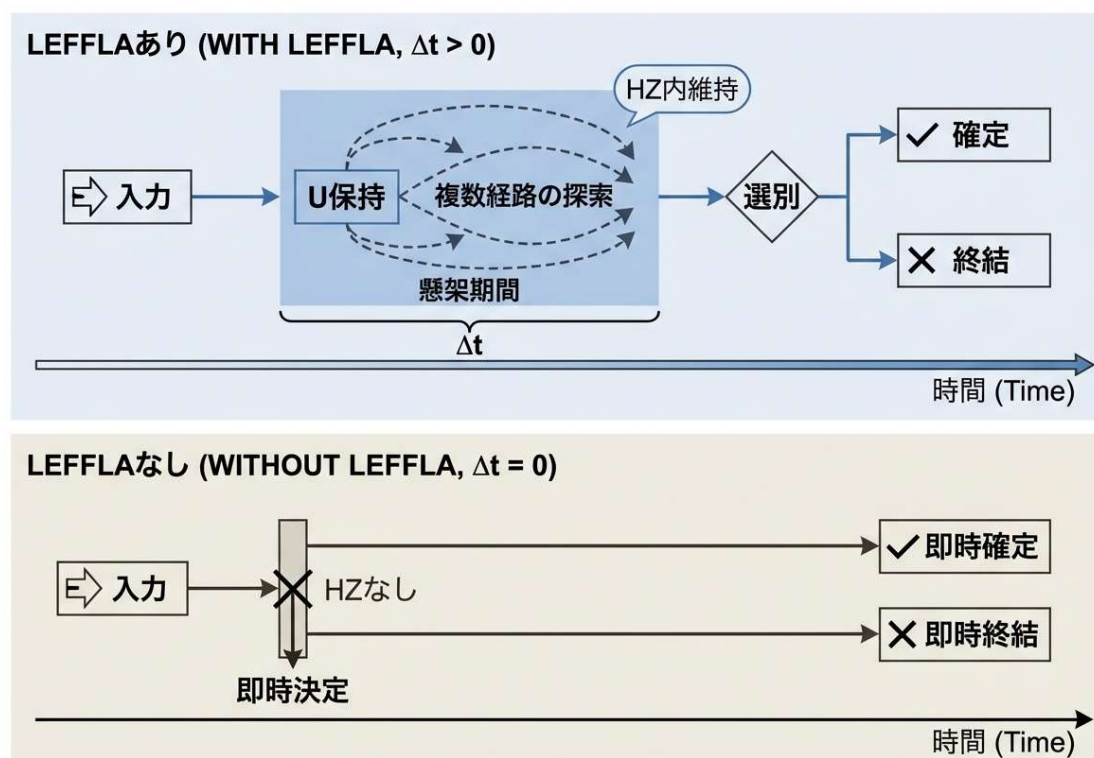 LEFFLAあり (WITH LEFFLA, Δt > 0)
HZ内維持
入力
U保持
複数経路の探索
選別
確定
終結
懸架期間
Δt
時間 (Time)
LEFFLAなし (WITHOUT LEFFLA, Δt = 0)
入力
HZなし
即時確定
即時終結
即時決定
時間 (Time)